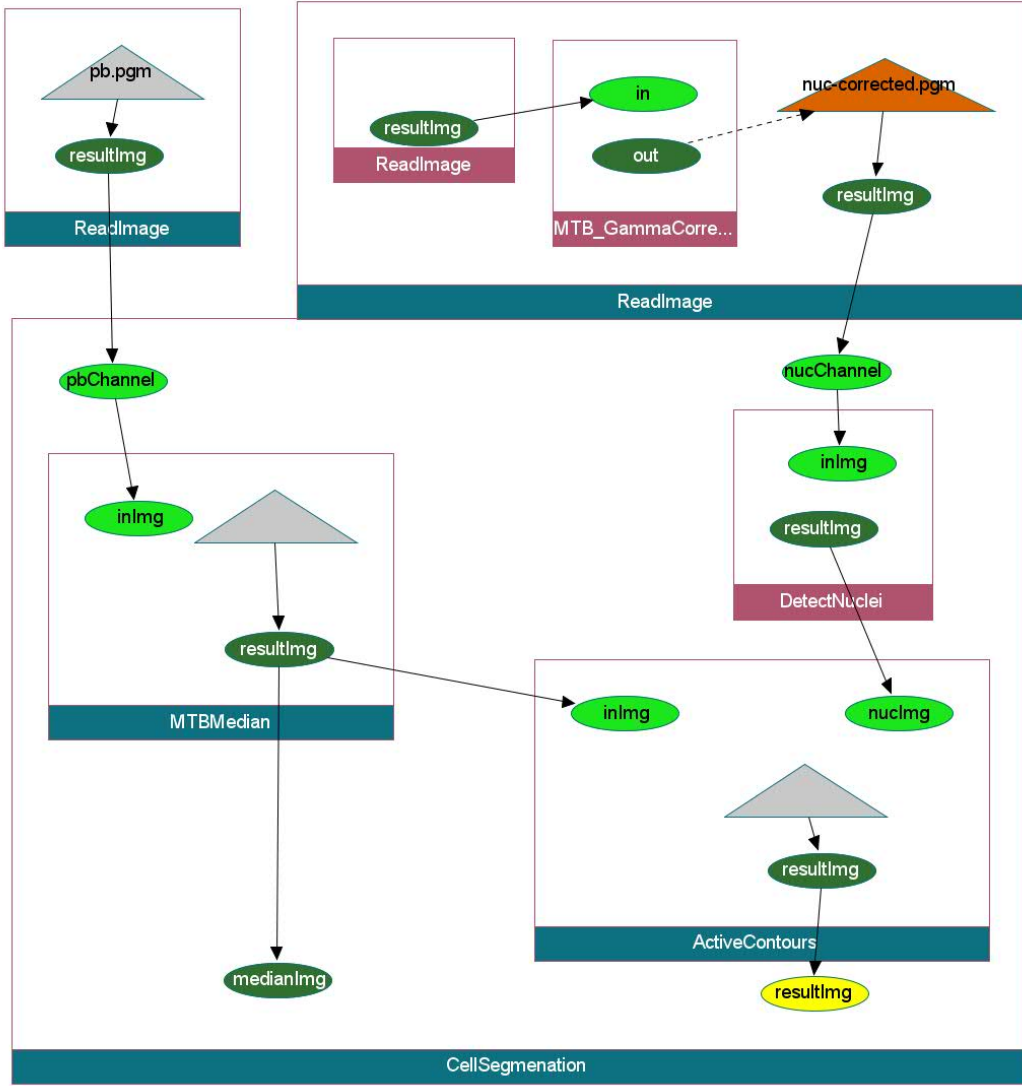 pb.pgm
resultImg
ReadImage
resultImg
ReadImage
in
out
MTB_GammaCorre...
nuc-corrected.pgm
resultImg
ReadImage
pbChannel
nucChannel
inImg
resultImg
MTBMedian
inImg
resultImg
DetectNuclei
inImg
nucImg
resultImg
ActiveContours
medianImg
resultImg
CellSegmenation